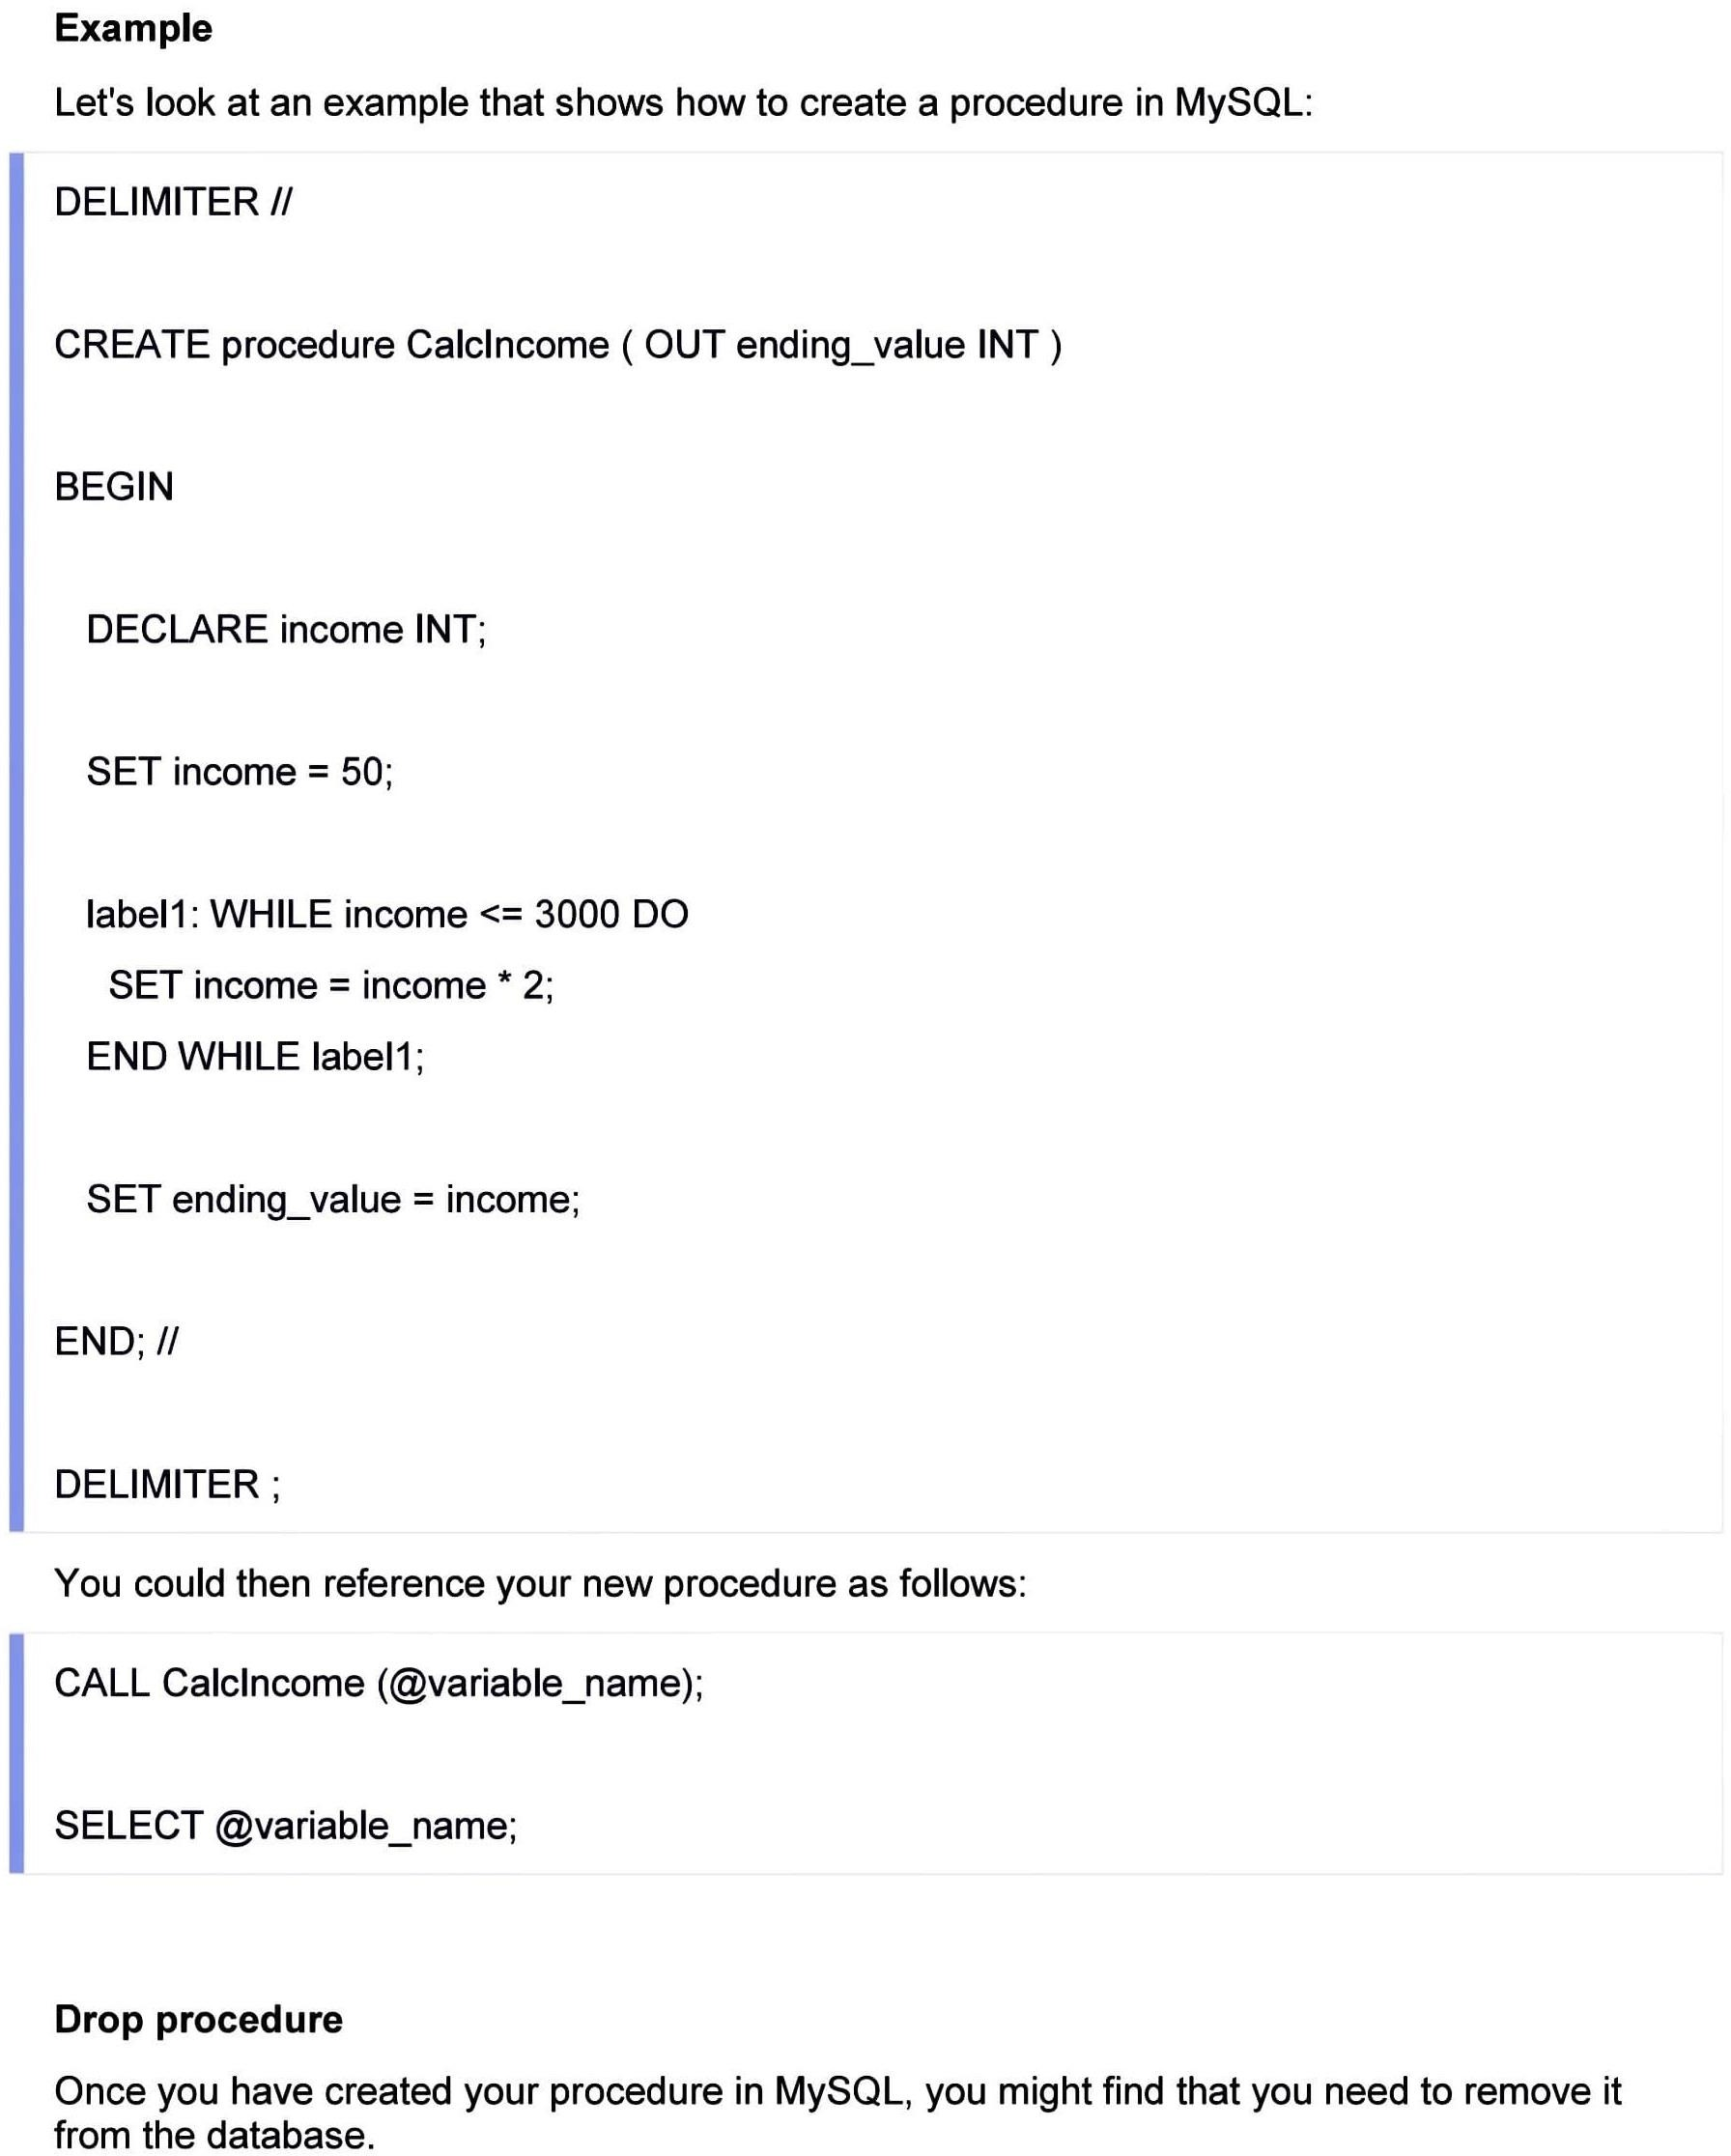 Example
Let's look at an example that shows how to create a procedure in MySQL:
DELIMITER //
CREATE procedure CalcIncome ( OUT ending_value INT )
BEGIN
DECLARE income INT;
SET income = 50;
label1: WHILE income <= 3000 DO
SET income = income * 2;
END WHILE label1;
SET ending_value = income;
END; //
DELIMITER ;
You could then reference your new procedure as follows:
CALL CalcIncome (@variable_name);
SELECT @variable_name;
Drop procedure
Once you have created your procedure in MySQL, you might find that you need to remove it
from the database.